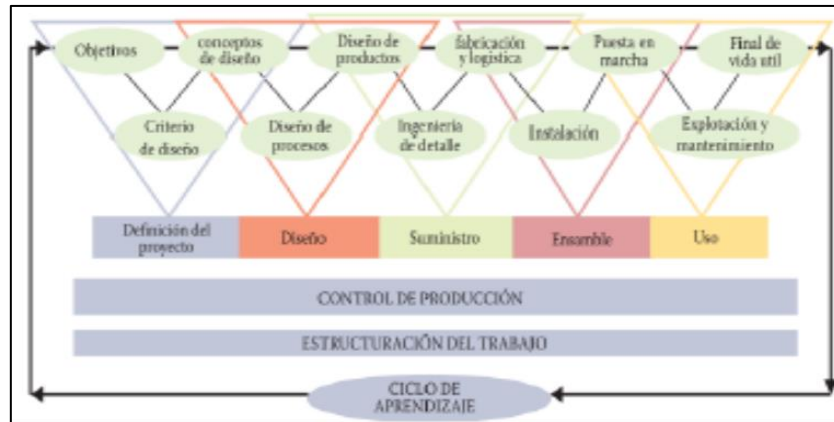 Objetivos
conceptos
de diseño
Diseño de
productos
fabricación
y logística
Puesta en
marcha
Final de
vida util
Criterio
de diseño
Diseño de
procesos
Ingeniería
de detalle
Instalación
Explotación y
mantenimiento
Definición del
proyecto
Diseño
Suministro
Ensamble
Uso
CONTROL DE PRODUCCIÓN
ESTRUCTURACIÓN DEL TRABAJO
CICLO DE
APRENDIZAJE